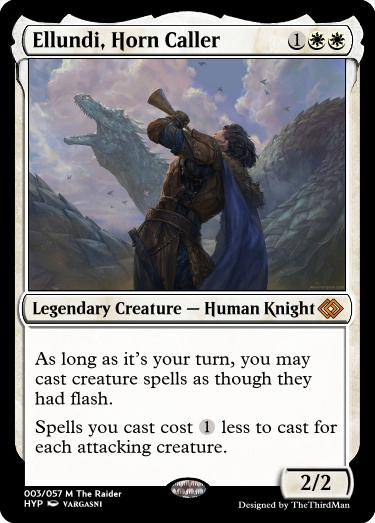 Ellundi, Horn Caller 1
Legendary Creature — Human Knight
As long as it's your turn, you may
cast creature spells as though they
had flash.
Spells you cast cost 1 less to cast for
each attacking creature.
2/2
003/057 M The Raider
HYP VARGASNI
Designed by TheThirdMan